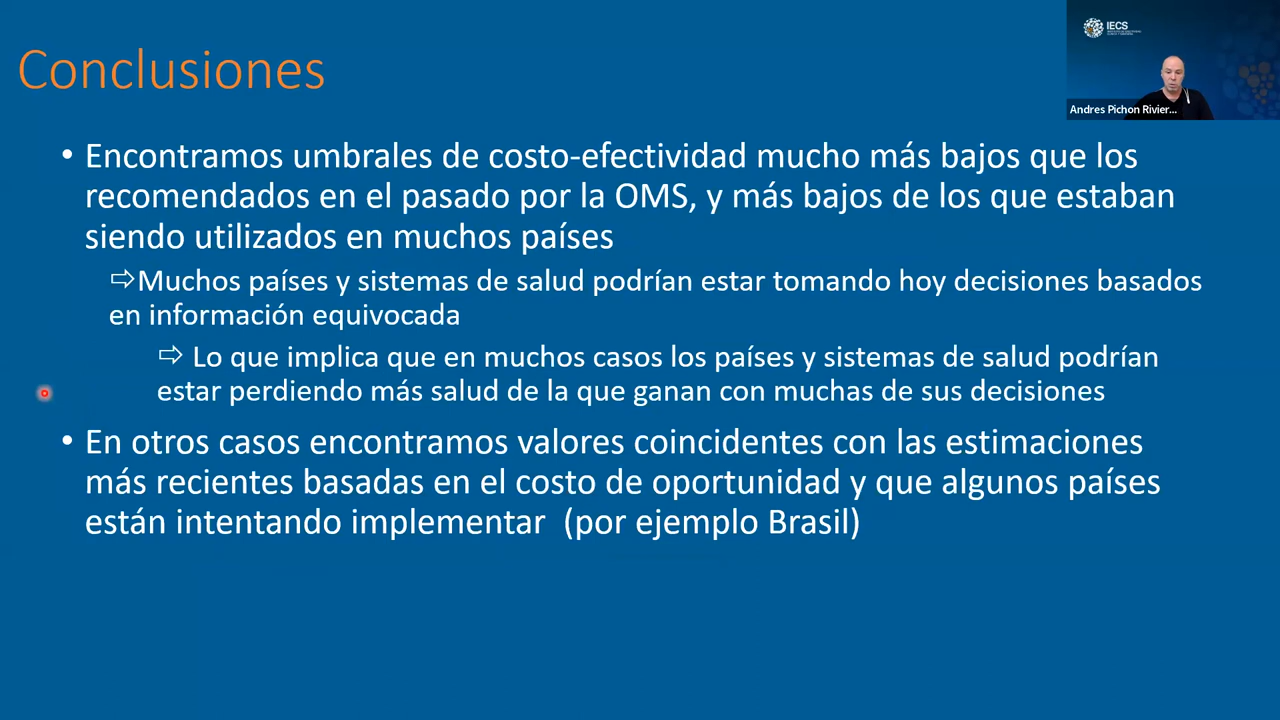 Conclusiones
IECS
Andres Pichon Rivier...
• Encontramos umbrales de costo-efectividad mucho más bajos que los
recomendados en el pasado por la OMS, y más bajos de los que estaban
siendo utilizados en muchos países
⇨Muchos países y sistemas de salud podrían estar tomando hoy decisiones basados
en información equivocada
⇨ Lo que implica que en muchos casos los países y sistemas de salud podrían
estar perdiendo más salud de la que ganan con muchas de sus decisiones
• En otros casos encontramos valores coincidentes con las estimaciones
más recientes basadas en el costo de oportunidad y que algunos países
están intentando implementar (por ejemplo Brasil)